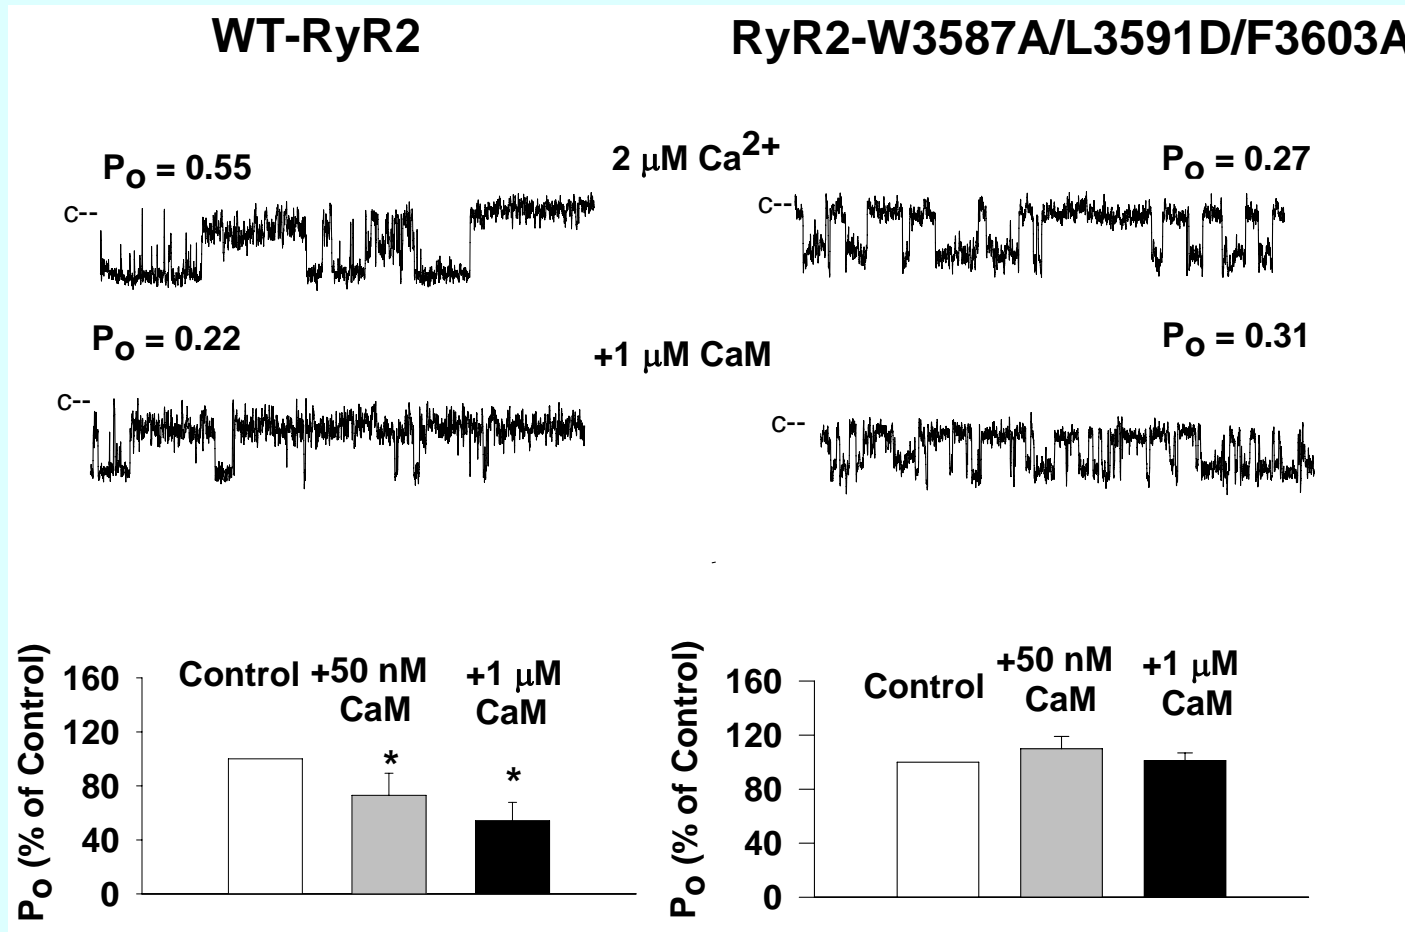 WT-RyR2
RyR2-W3587A/L3591D/F3603A
Po = 0.55
2 μM Ca2+
Po = 0.27
c--
c--
Po = 0.22
+1 μM CaM
Po = 0.31
c--
c--
Po (% of Control)
160
120
80
40
0
Control
+50 nM
CaM
+1 μM
CaM
*
*
Po (% of Control)
160
120
80
40
0
Control
+50 nM
CaM
+1 μM
CaM